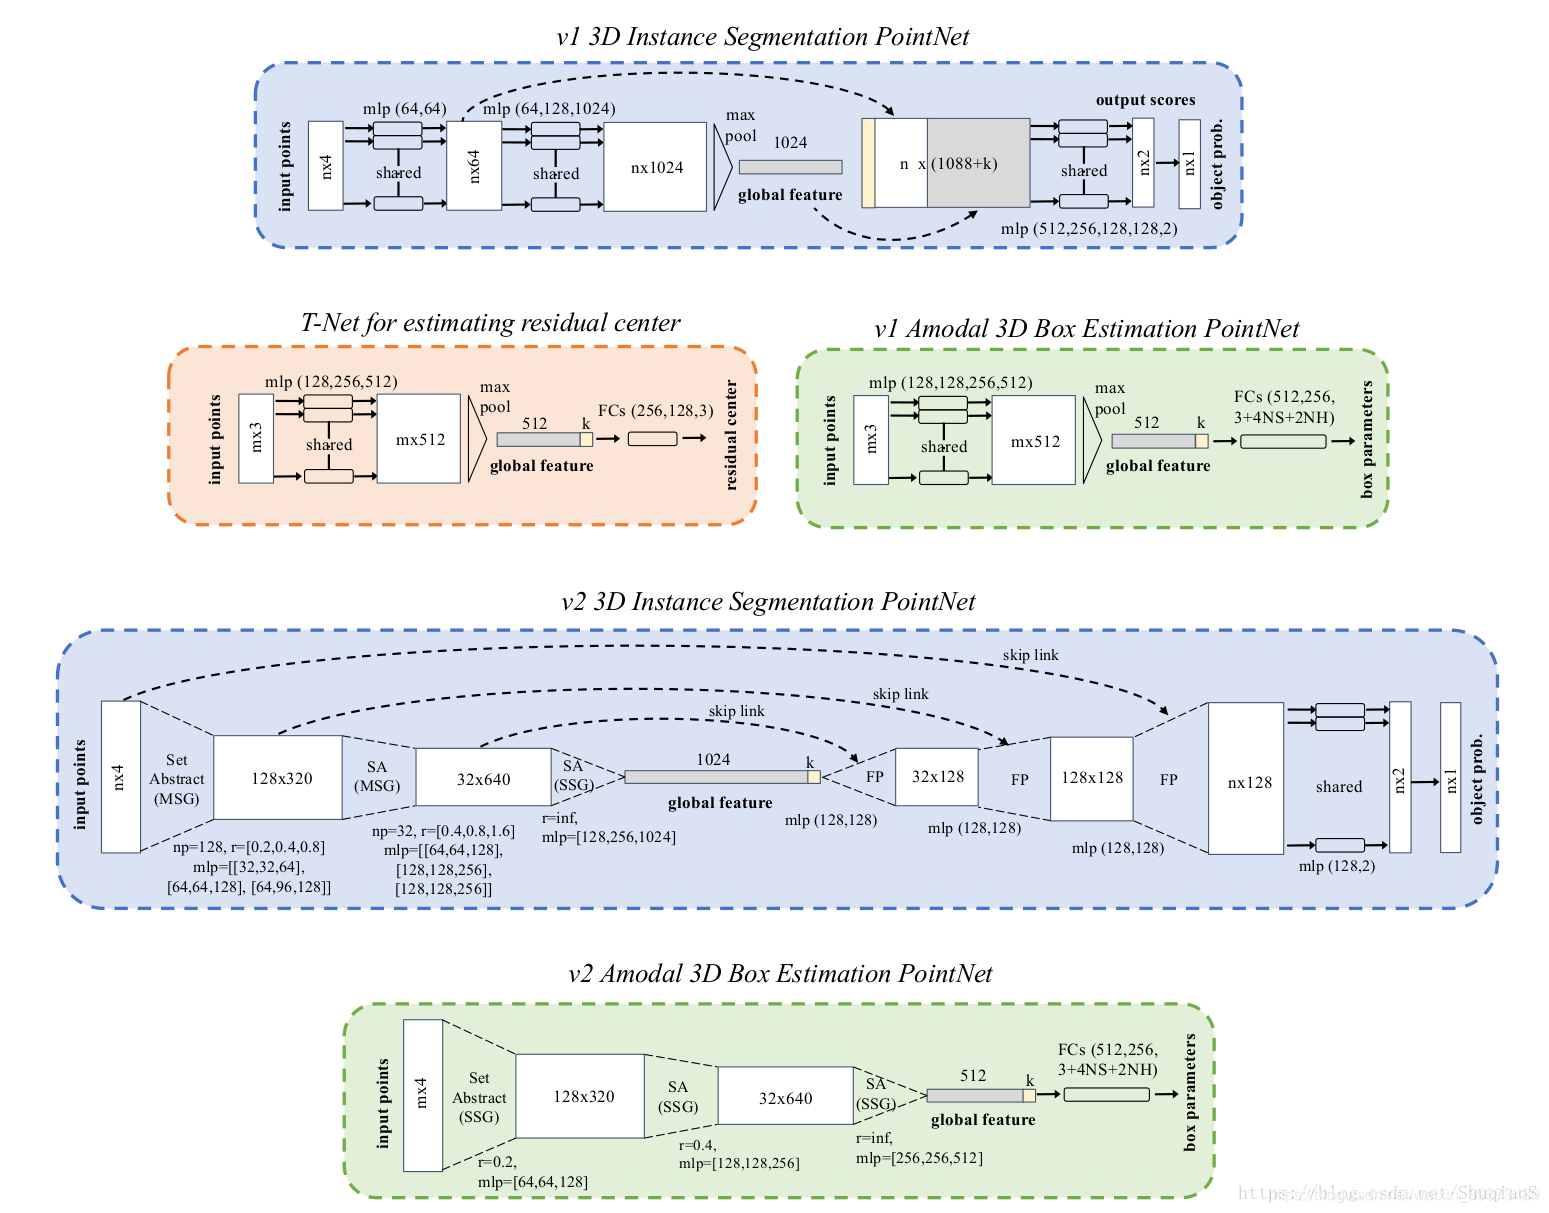 v1 3D Instance Segmentation PointNet
input points
nx4
mlp (64,64)
shared
nx64
mlp (64,128,1024)
shared
nx1024
max
pool
1024
global feature
n x (1088+k)
shared
mlp (512,256,128,128,2)
output scores
nx2
nx1
object prob.
T-Net for estimating residual center
input points
mx3
mlp (128,256,512)
shared
mx512
max
pool
512
k
global feature
FCs (256,128,3)
residual center
v1 Amodal 3D Box Estimation PointNet
input points
mx3
mlp (128,128,256,512)
shared
mx512
max
pool
512
k
global feature
FCs (512,256,
3+4NS+2NH)
box parameters
v2 3D Instance Segmentation PointNet
skip link
skip link
skip link
input points
nx4
Set
Abstract
(MSG)
np=128, r=[0.2,0.4,0.8]
mlp=[[32,32,64],
[64,64,128], [64,96,128]]
128x320
SA
(MSG)
np=32, r=[0.4,0.8,1.6]
mlp=[[64,64,128],
[128,128,256],
[128,128,256]]
32x640
SA
(SSG)
r=inf,
mlp=[128,256,1024]
1024
k
global feature
FP
mlp (128,128)
32x128
FP
mlp (128,128)
128x128
FP
mlp (128,128)
nx128
shared
mlp (128,2)
nx2
nx1
object prob.
v2 Amodal 3D Box Estimation PointNet
input points
mx4
Set
Abstract
(SSG)
r=0.2,
mlp=[64,64,128]
128x320
SA
(SSG)
r=0.4,
mlp=[128,128,256]
32x640
SA
(SSG)
r=inf,
mlp=[256,256,512]
512
k
global feature
FCs (512,256,
3+4NS+2NH)
box parameters
https://blog.csdn.net/ShuqiaoS